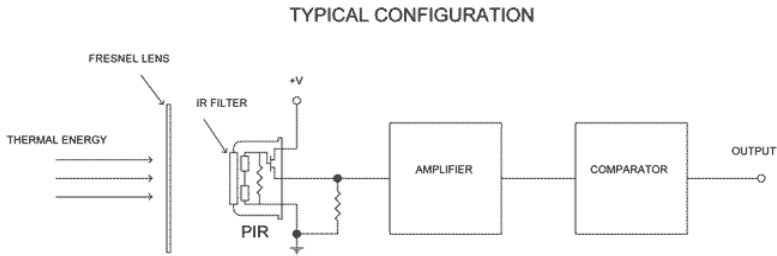 TYPICAL CONFIGURATION
FRESNEL LENS
+V
IR FILTER
THERMAL ENERGY
AMPLIFIER
COMPARATOR
OUTPUT
PIR